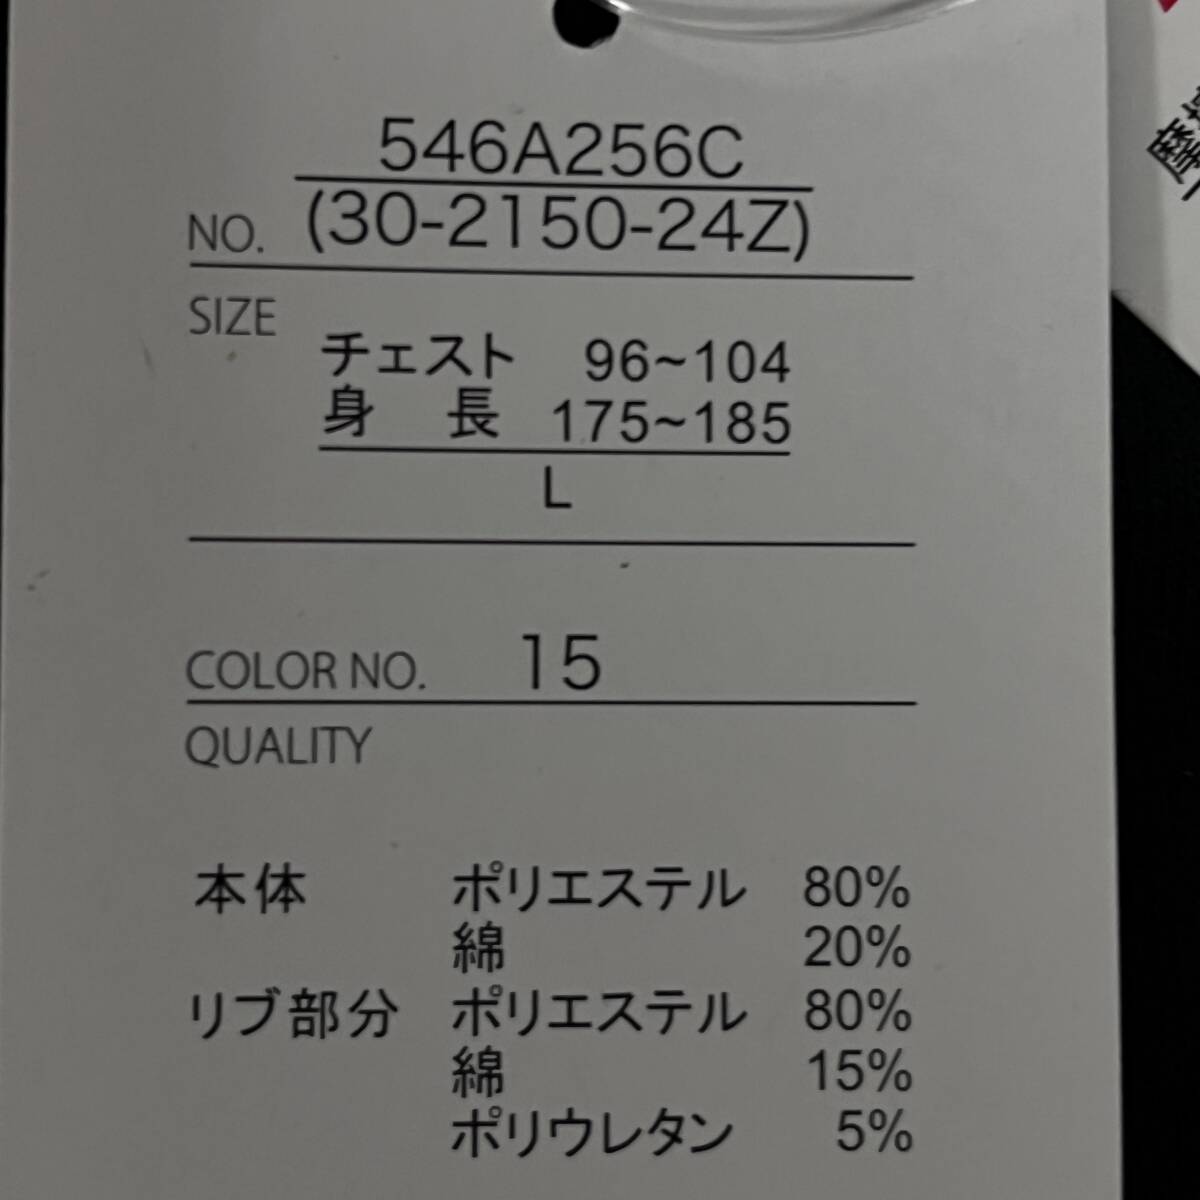 546A256C
NO. (30-2150-24Z)
SIZE
チェスト 96~104
身 長 175~185
L
COLOR NO. 15
QUALITY
本体 ポリエステル 80%
綿 20%
リブ部分 ポリエステル 80%
綿 15%
ポリウレタン 5%